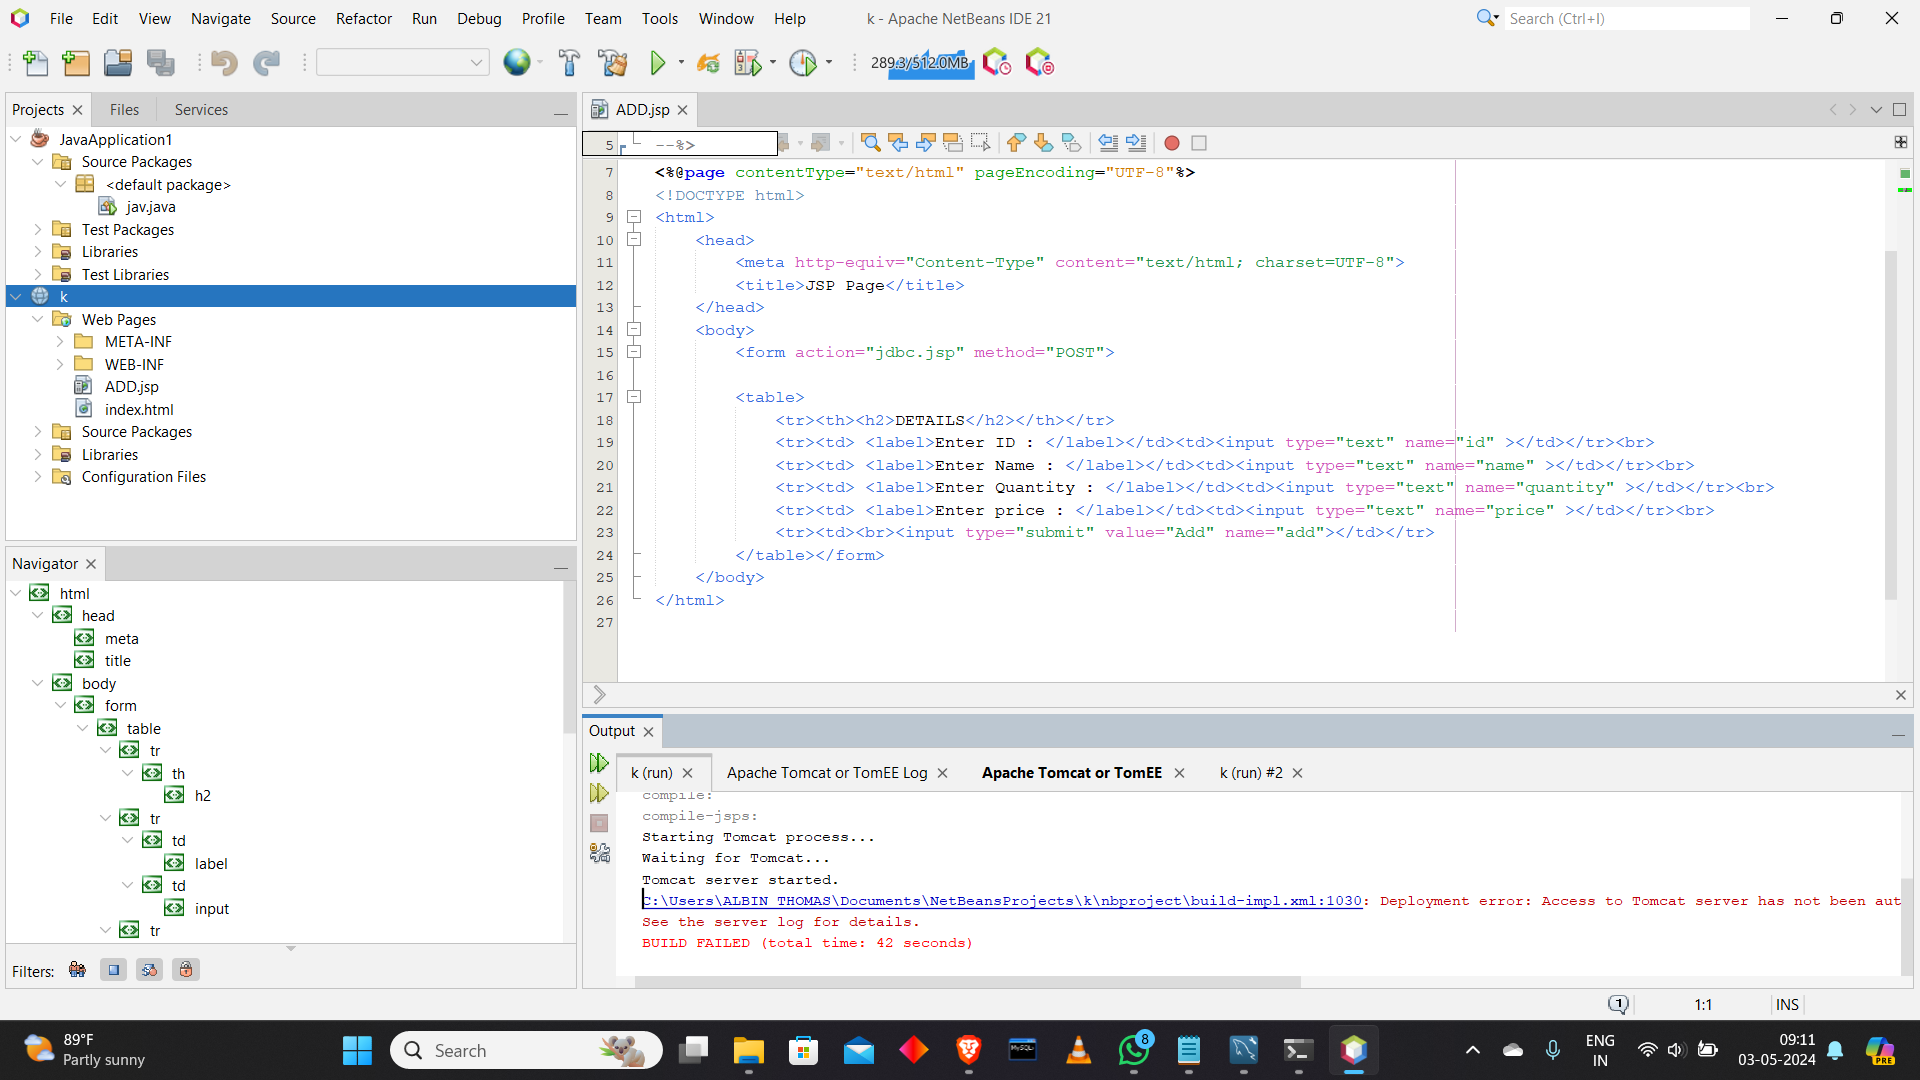 File Edit View Navigate Source Refactor Run Debug Profile Team Tools Window Help
k - Apache NetBeans IDE 21
Search (Ctrl+I)
289.3/512.0MB
Projects Files Services
JavaApplication1
Source Packages
<default package>
jav.java
Test Packages
Libraries
Test Libraries
k
Web Pages
META-INF
WEB-INF
ADD.jsp
index.html
Source Packages
Libraries
Configuration Files
Navigator
html
head
meta
title
body
form
table
tr
th
h2
tr
td
label
td
input
tr
Filters:
ADD.jsp
5 --%>
7 <%@page contentType="text/html" pageEncoding="UTF-8"%>
8 <!DOCTYPE html>
9 <html>
10 <head>
11 <meta http-equiv="Content-Type" content="text/html; charset=UTF-8">
12 <title>JSP Page</title>
13 </head>
14 <body>
15 <form action="jdbc.jsp" method="POST">
16
17 <table>
18 <tr><th><h2>DETAILS</h2></th></tr>
19 <tr><td> <label>Enter ID : </label></td><td><input type="text" name="id" ></td></tr><br>
20 <tr><td> <label>Enter Name : </label></td><td><input type="text" name="name" ></td></tr><br>
21 <tr><td> <label>Enter Quantity : </label></td><td><input type="text" name="quantity" ></td></tr><br>
22 <tr><td> <label>Enter price : </label></td><td><input type="text" name="price" ></td></tr><br>
23 <tr><td><br><input type="submit" value="Add" name="add"></td></tr>
24 </table></form>
25 </body>
26 </html>
27
Output
k (run) Apache Tomcat or TomEE Log Apache Tomcat or TomEE k (run) #2
compile:
compile-jsps:
Starting Tomcat process...
Waiting for Tomcat...
Tomcat server started.
C:\Users\ALBIN THOMAS\Documents\NetBeansProjects\k\nbproject\build-impl.xml:1030: Deployment error: Access to Tomcat server has not been aut
See the server log for details.
BUILD FAILED (total time: 42 seconds)
1 1:1 INS
89°F
Partly sunny
Search
MySQL
8
ENG
IN
09:11
03-05-2024
PRE